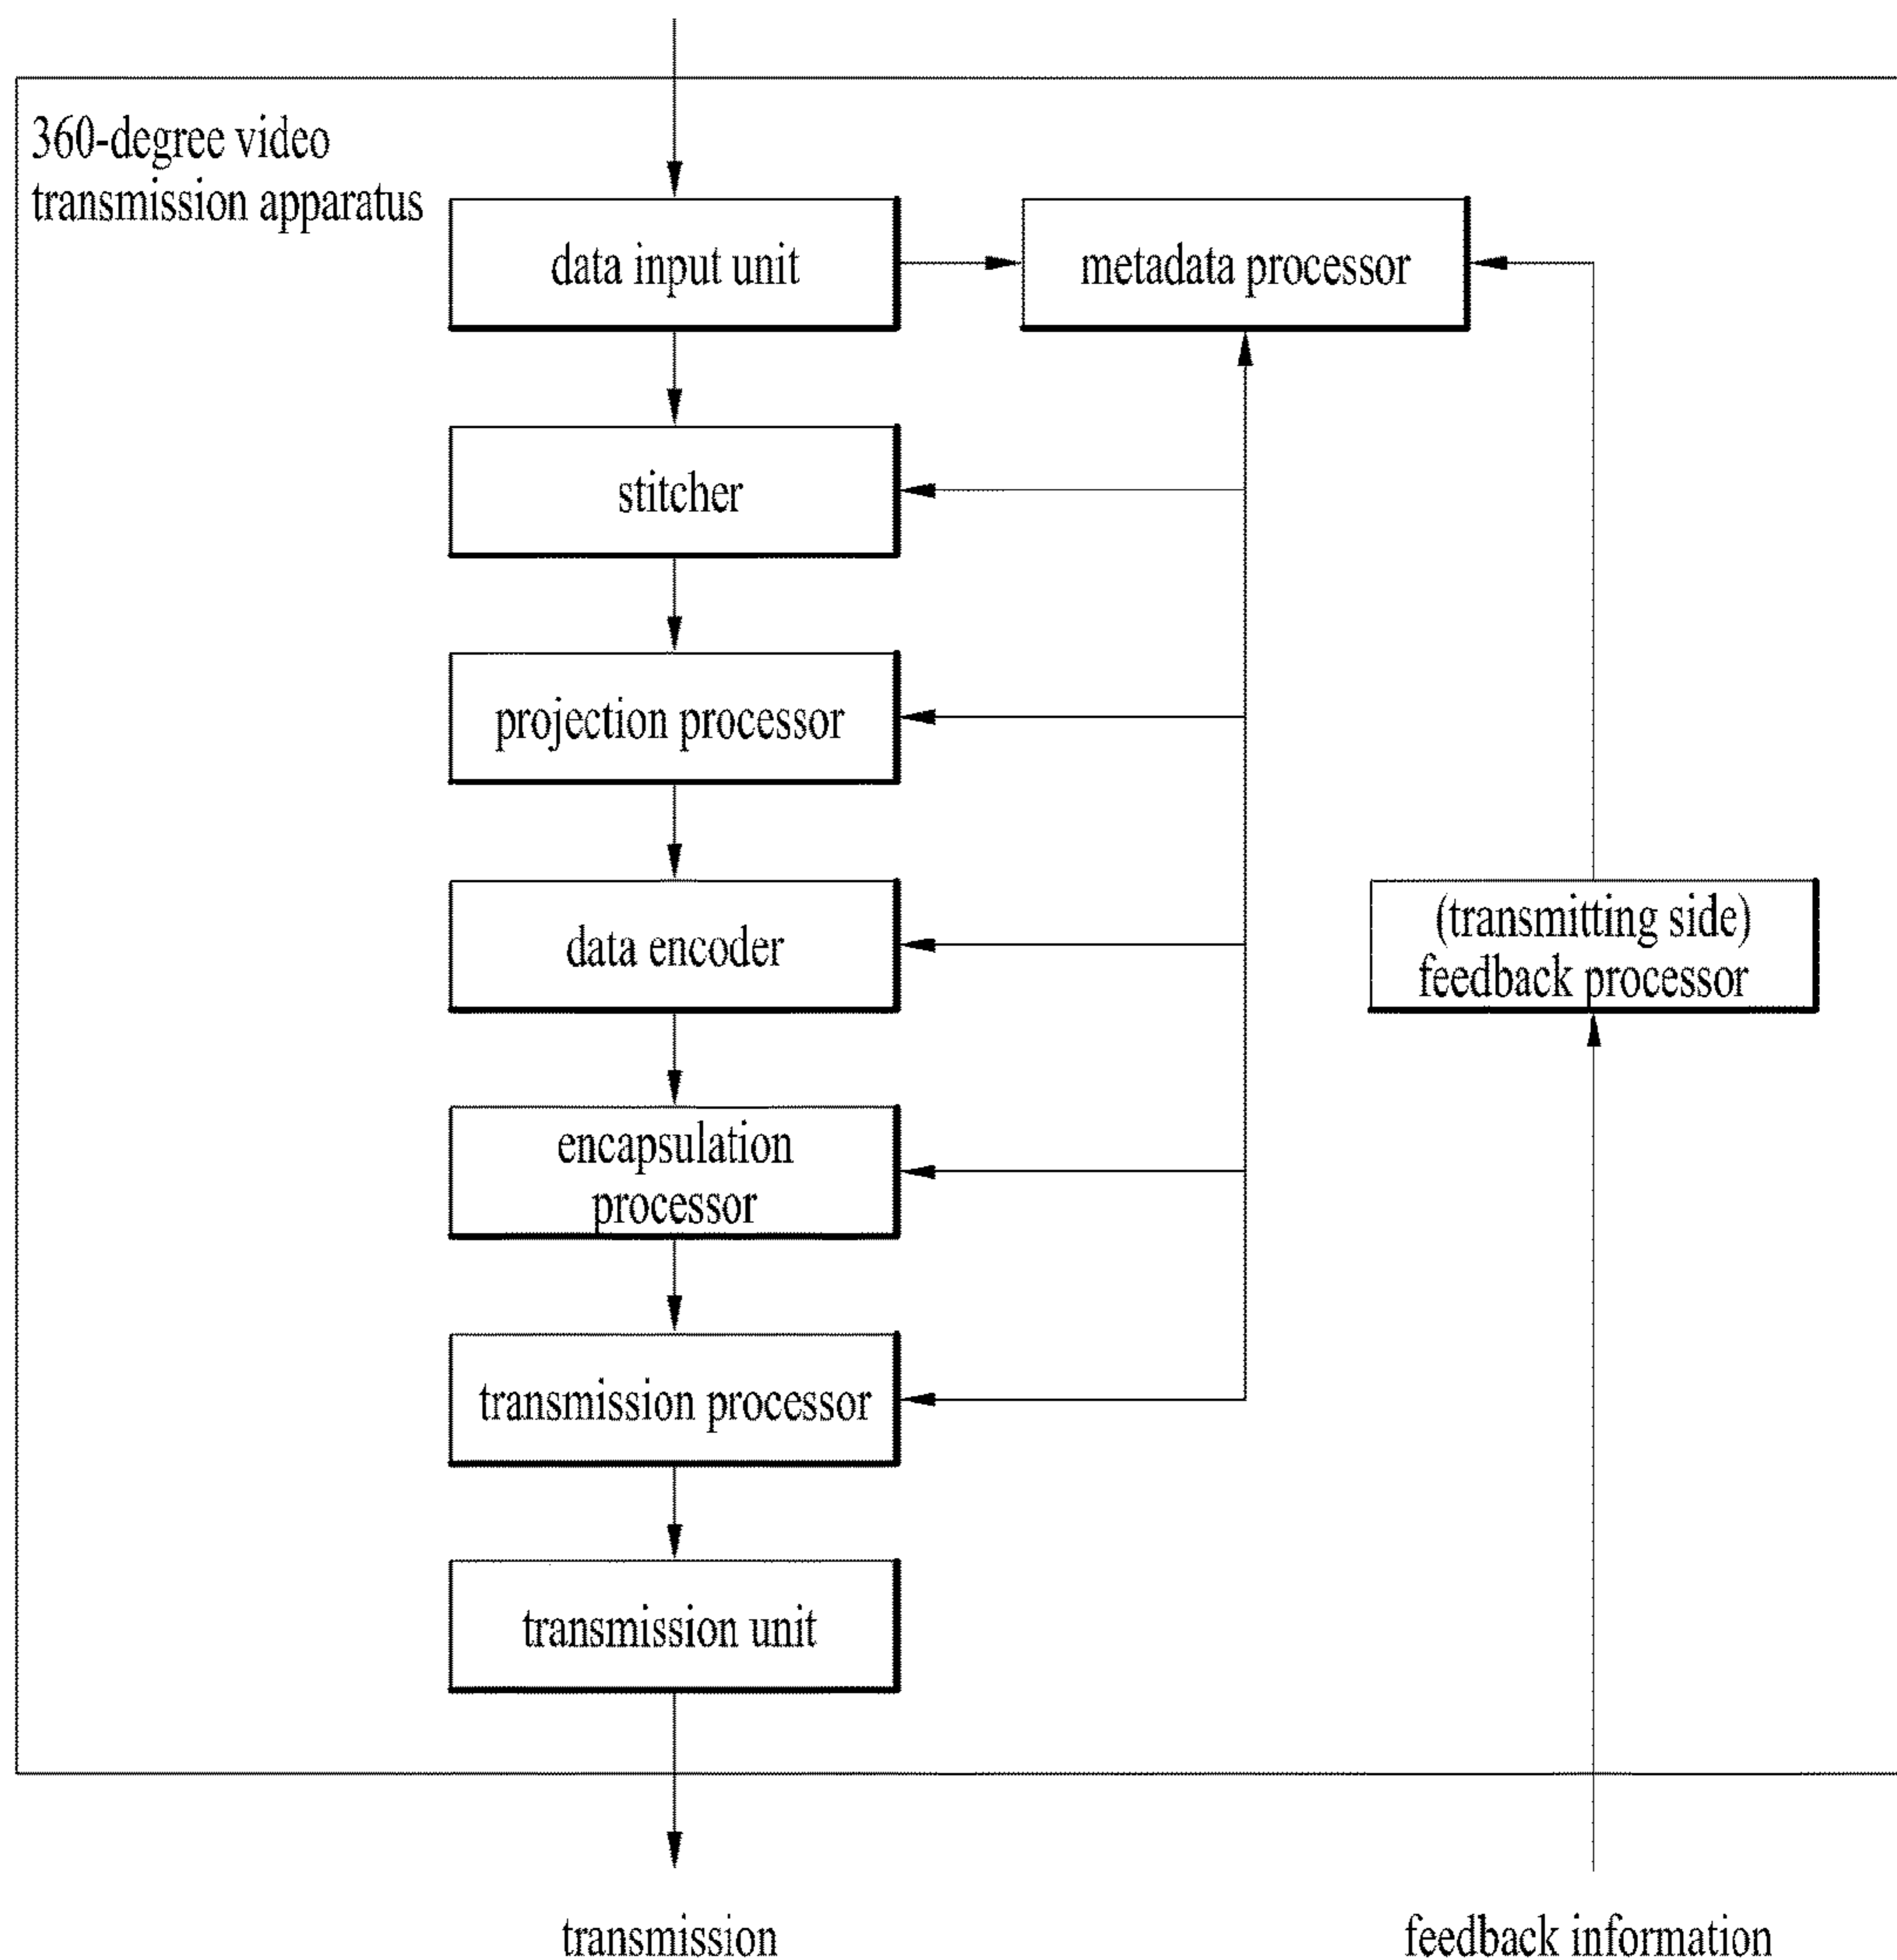 360-degree video
transmission apparatus
data input unit
metadata processor
stitcher
projection processor
data encoder
(transmitting side)
feedback processor
encapsulation
processor
transmission processor
transmission unit
transmission
feedback information